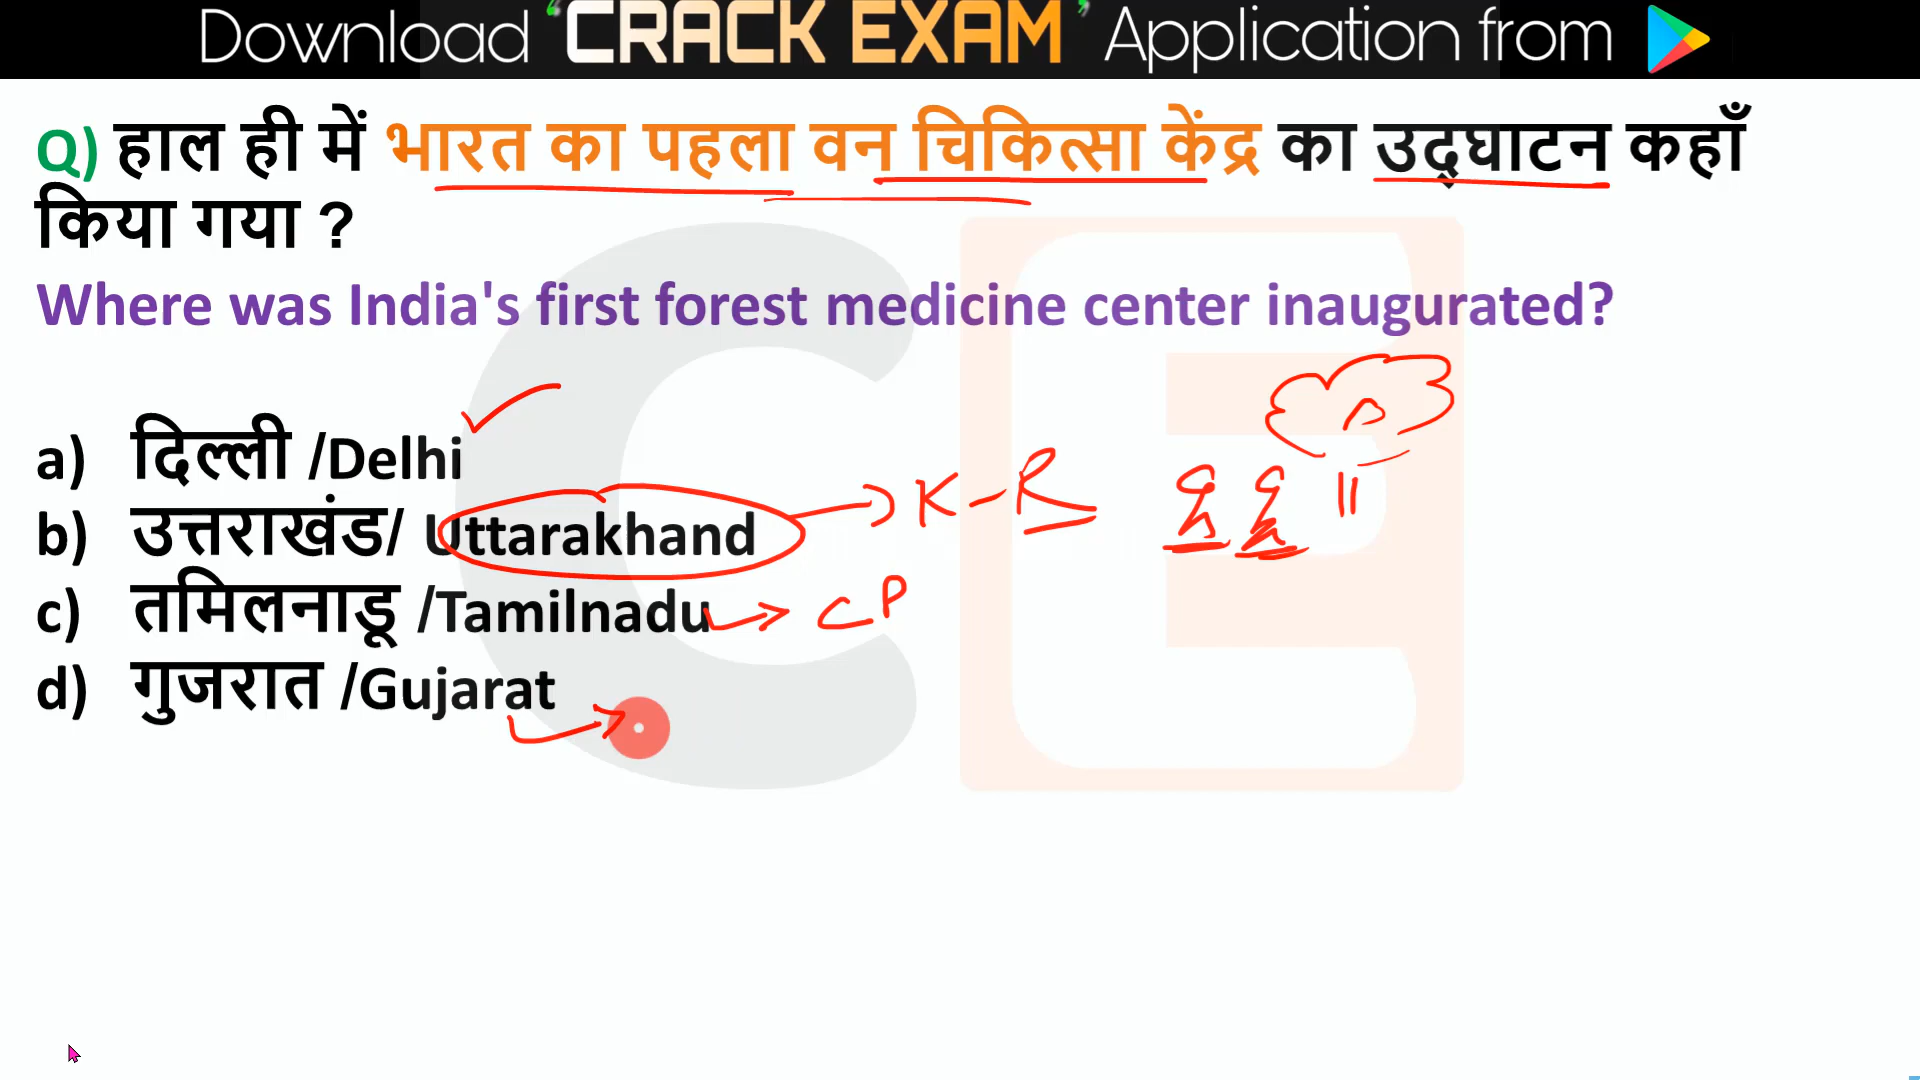 Download 'CRACK EXAM' Application from
Q) हाल ही में भारत का पहला वन चिकित्सा केंद्र का उद्घाटन कहाँ
किया गया ?
Where was India's first forest medicine center inaugurated?
a) दिल्ली /Delhi
b) उत्तराखंड/ Uttarakhand
K-R
c) तमिलनाडू /Tamilnadu
CP
d) गुजरात /Gujarat